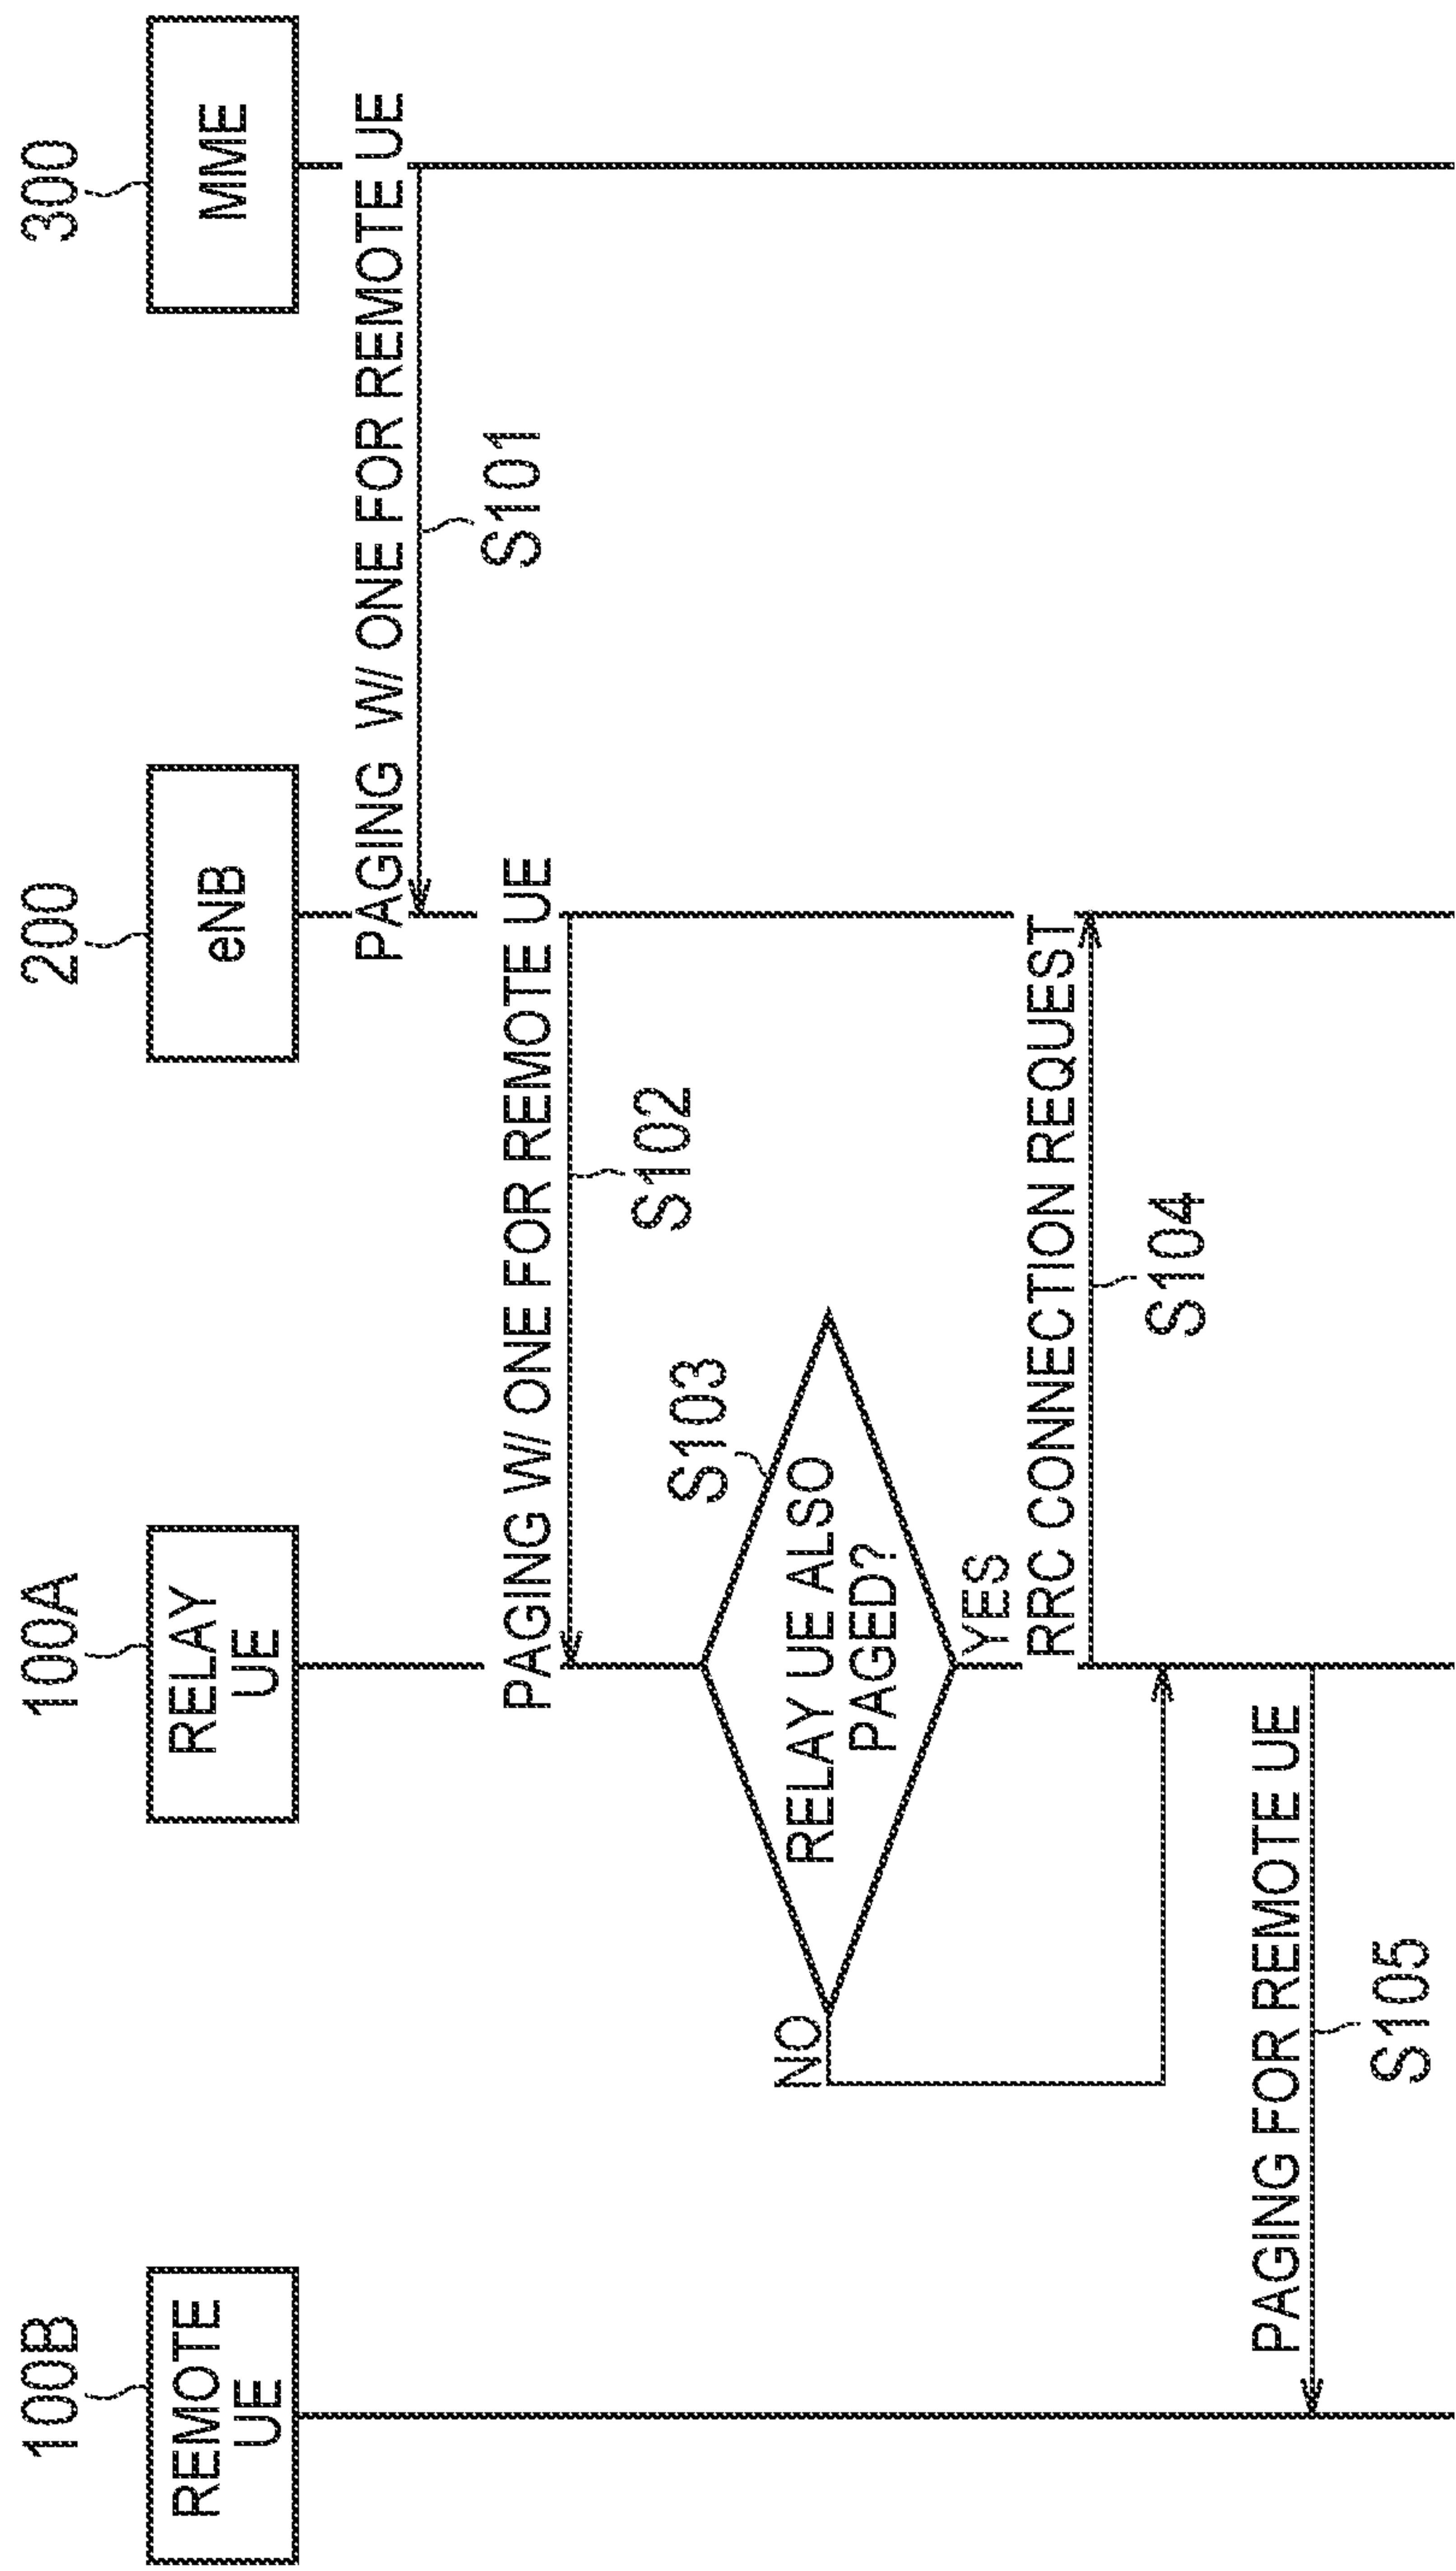 100B
100A
200
300
REMOTE
UE
RELAY
UE
eNB
MME
PAGING W/ ONE FOR REMOTE UE
S101
PAGING W/ ONE FOR REMOTE UE
S102
S103
RELAY UE ALSO
PAGED?
NO
YES
RRC CONNECTION REQUEST
S104
PAGING FOR REMOTE UE
S105